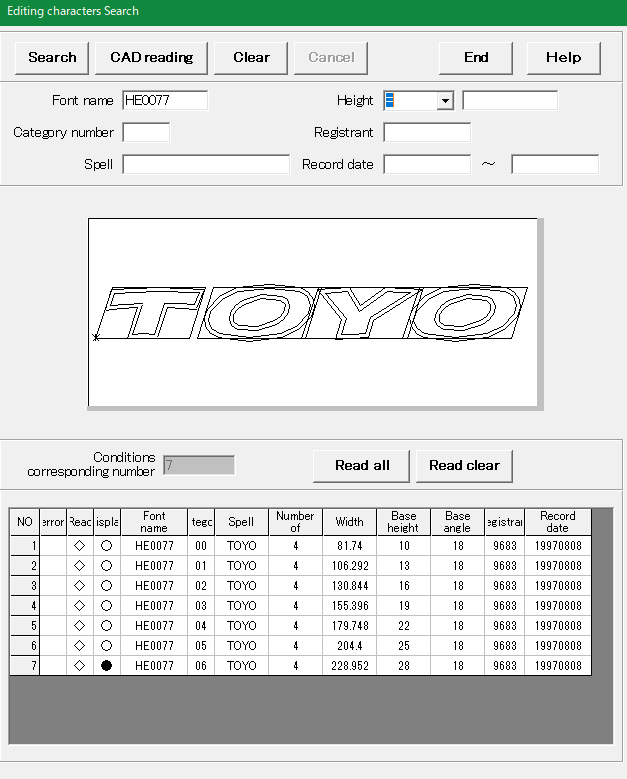 Editing characters Search
Search CAD reading Clear Cancel End Help
Font name HE0077 Height =
Category number Registrant
Spell Record date ~
TOYO
Conditions
corresponding number 7 Read all Read clear
NO error Read ispla Font name tego Spell Number of Width Base height Base angle egistrar Record date
1 ◇ ○ HE0077 00 TOYO 4 81.74 10 18 9683 19970808
2 ◇ ○ HE0077 01 TOYO 4 106.292 13 18 9683 19970808
3 ◇ ○ HE0077 02 TOYO 4 130.844 16 18 9683 19970808
4 ◇ ○ HE0077 03 TOYO 4 155.396 19 18 9683 19970808
5 ◇ ○ HE0077 04 TOYO 4 179.748 22 18 9683 19970808
6 ◇ ○ HE0077 05 TOYO 4 204.4 25 18 9683 19970808
7 ◇ ● HE0077 06 TOYO 4 228.952 28 18 9683 19970808